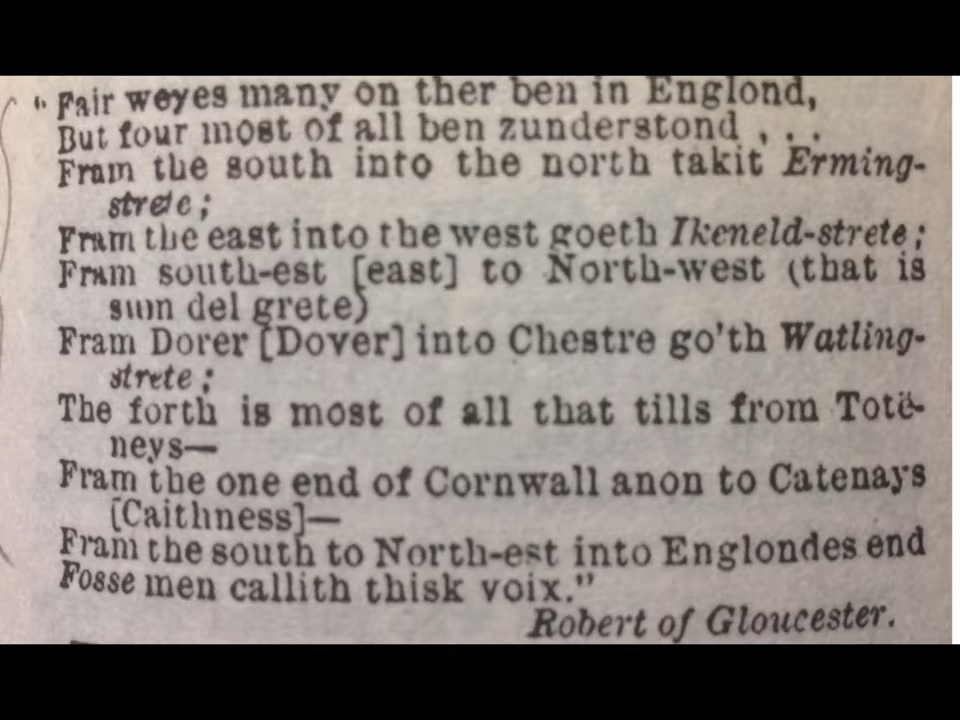 " Fair weyes many on ther ben in Englond,
But four most of all ben zunderstond . . .
Fram the south into the north takit Erming-
strete ;
Fram the east into the west goeth Ikeneld-strete ;
Fram south-est [east] to North-west (that is
sum del grete)
Fram Dorer [Dover] into Chestre go'th Watling-
strete ;
The forth is most of all that tills from Totë-
neys—
Fram the one end of Cornwall anon to Catenays
[Caithness]—
Fram the south to North-est into Englondes end
Fosse men callith thisk voix."
Robert of Gloucester.